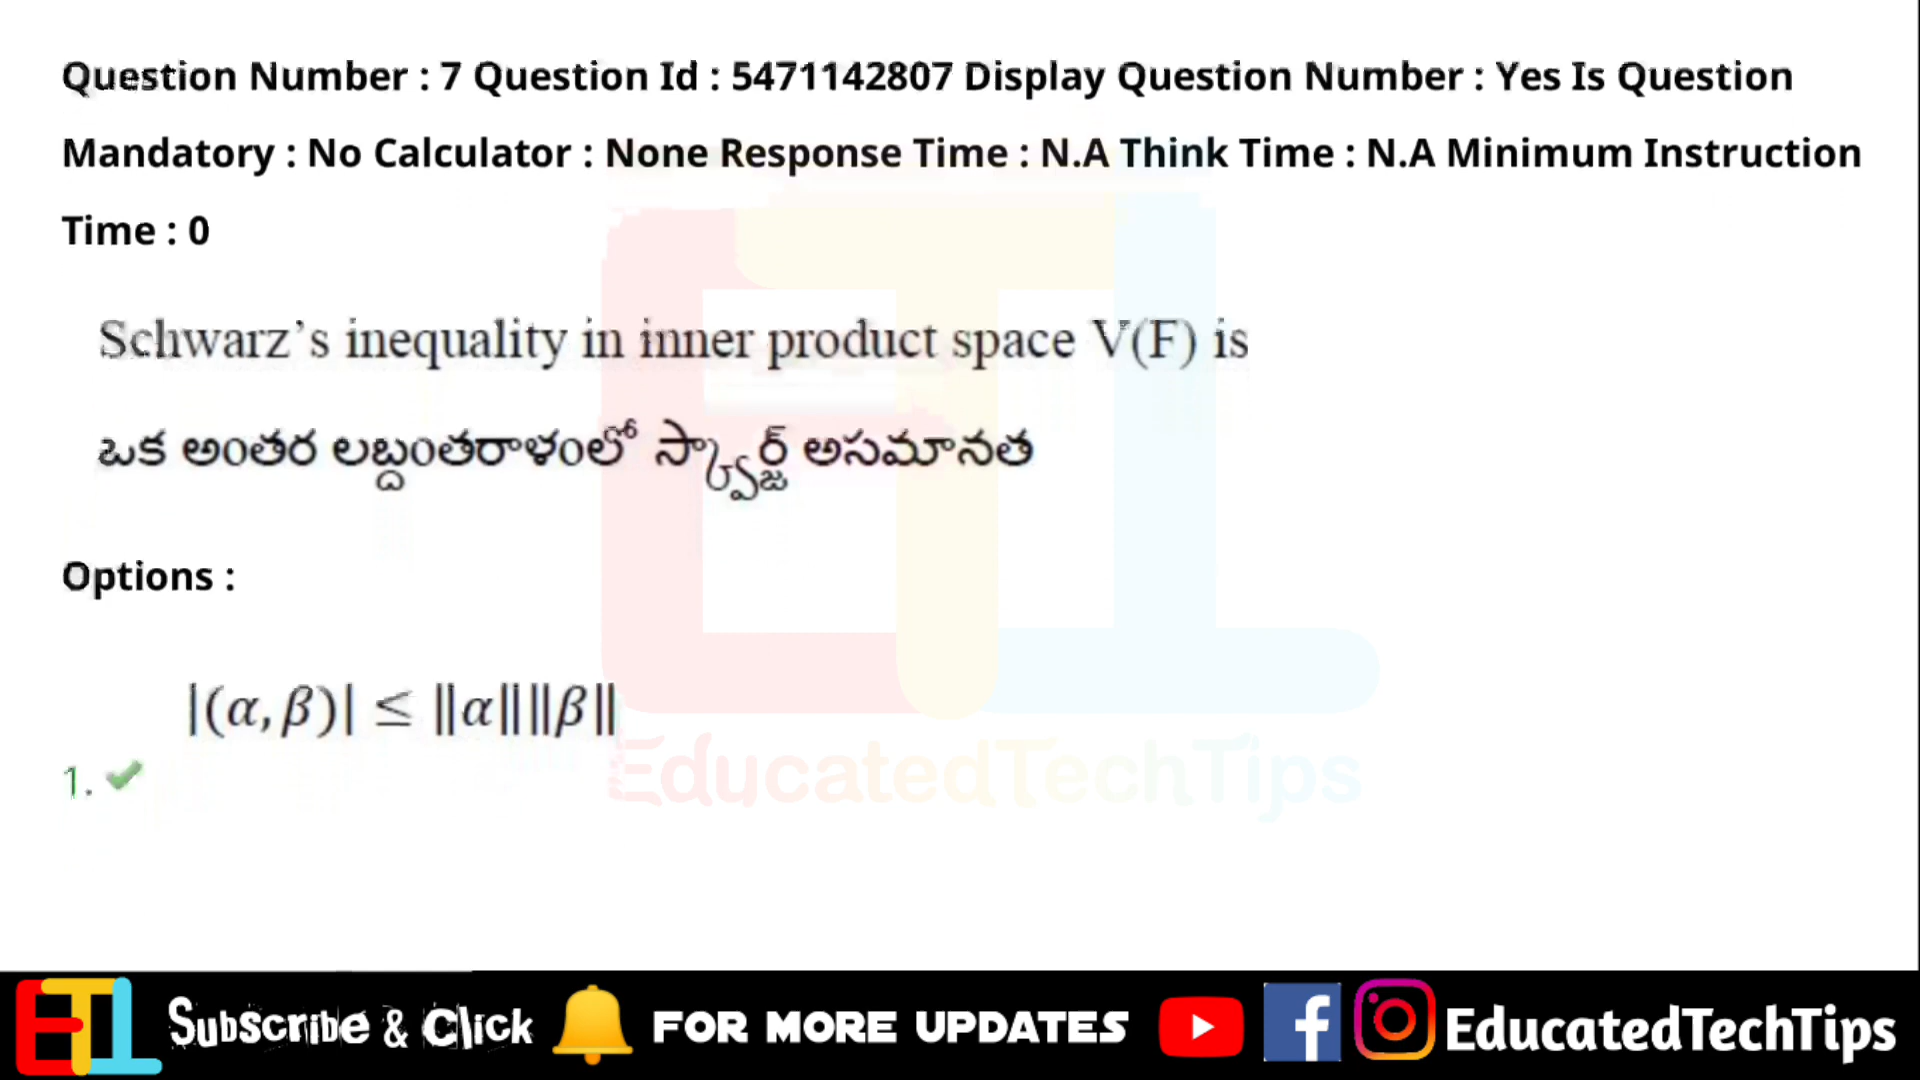 Question Number : 7 Question Id : 5471142807 Display Question Number : Yes Is Question
Mandatory : No Calculator : None Response Time : N.A Think Time : N.A Minimum Instruction
Time : 0
Schwarz’s inequality in inner product space V(F) is
ఒక అంతర లబ్దంతరాళంలో స్క్వార్జ్ అసమానత
Options :
|(α, β)| ≤ ‖α‖‖β‖
1. ✔
EducatedTechTips
ETT Subscribe & Click FOR MORE UPDATES EducatedTechTips